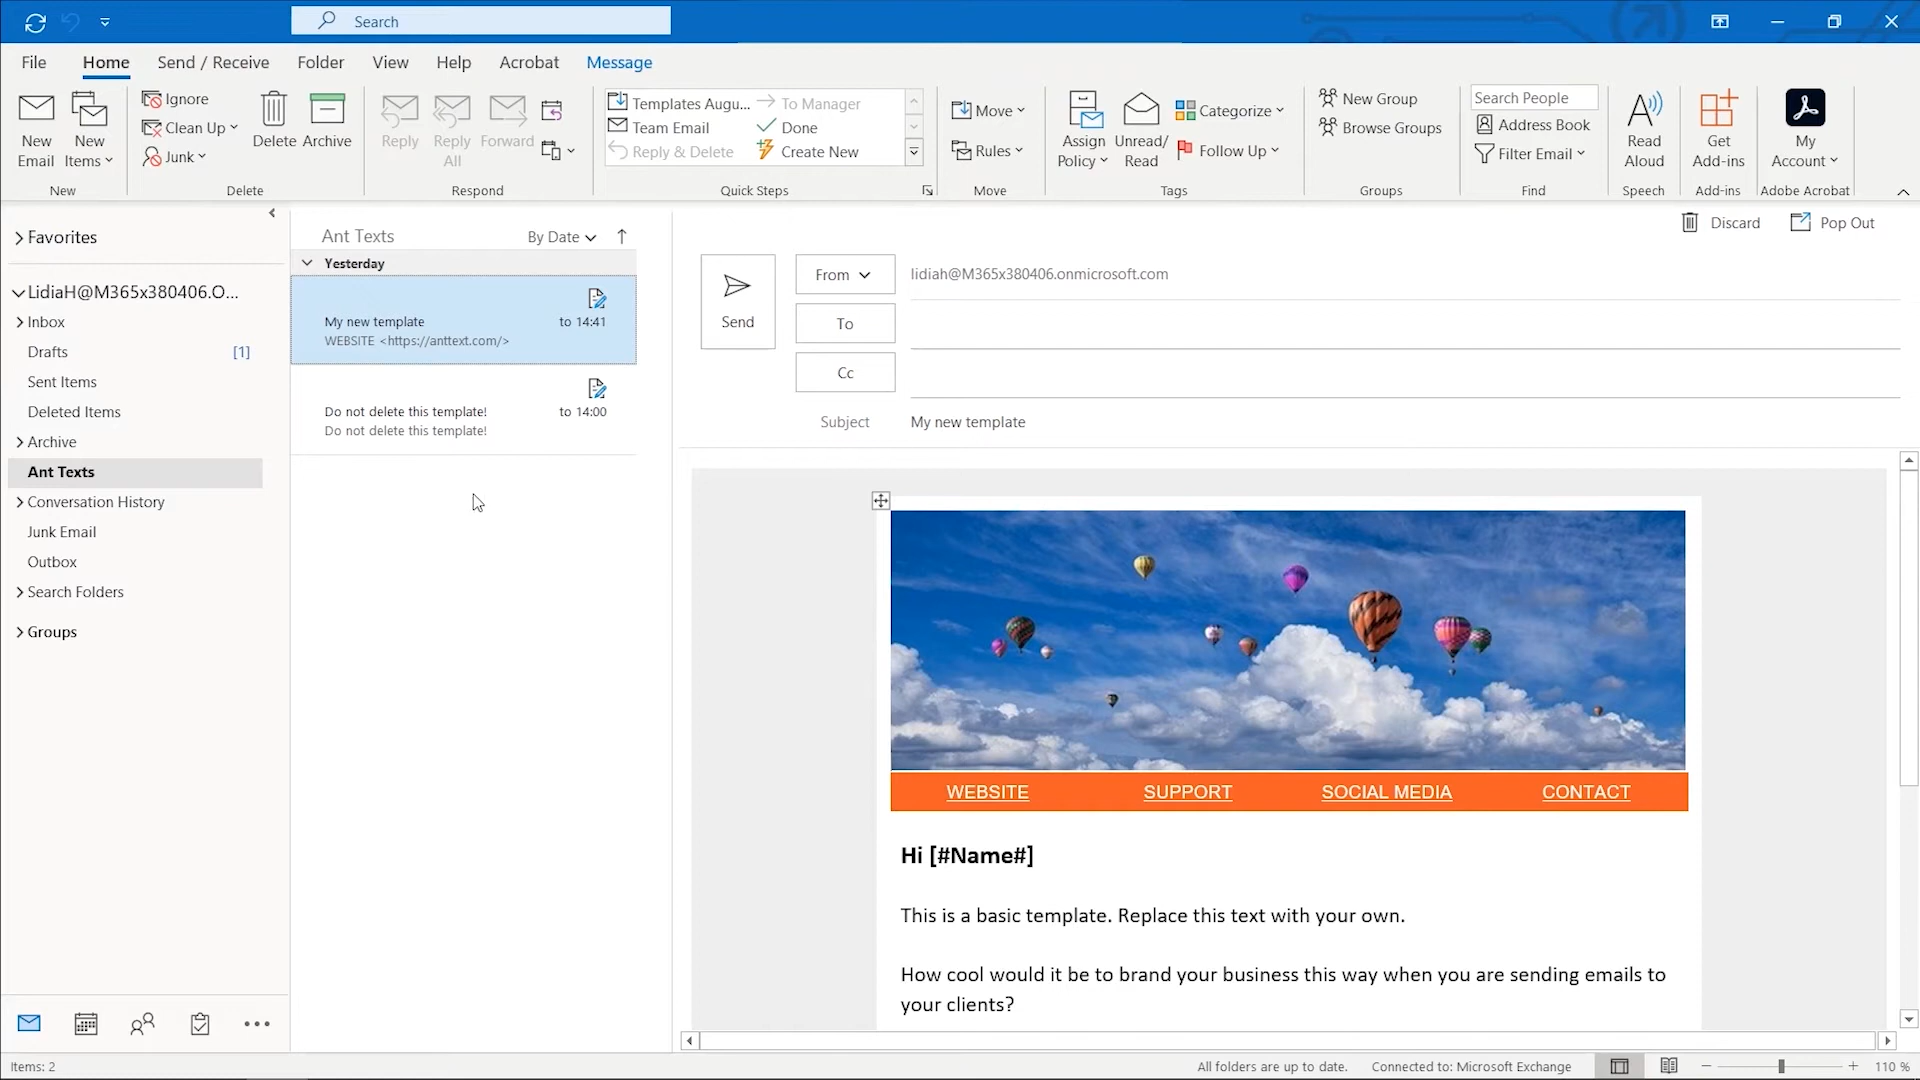 Search
File Home Send / Receive Folder View Help Acrobat Message
New Email
New Items
New
Ignore
Clean Up
Junk
Delete
Archive
Delete
Reply
Reply All
Forward
Respond
Templates Augu...
Team Email
Reply & Delete
To Manager
Done
Create New
Quick Steps
Move
Rules
Move
Assign Policy
Unread/ Read
Categorize
Follow Up
Tags
New Group
Browse Groups
Groups
Search People
Address Book
Filter Email
Find
Read Aloud
Speech
Get Add-ins
Add-ins
My Account
Adobe Acrobat
Favorites
LidiaH@M365x380406.O...
Inbox
Drafts [1]
Sent Items
Deleted Items
Archive
Ant Texts
Conversation History
Junk Email
Outbox
Search Folders
Groups
Ant Texts By Date
Yesterday
My new template to 14:41
WEBSITE <https://anttext.com/>
Do not delete this template! to 14:00
Do not delete this template!
Discard Pop Out
Send
From lidiah@M365x380406.onmicrosoft.com
To
Cc
Subject My new template
WEBSITE SUPPORT SOCIAL MEDIA CONTACT
Hi [#Name#]
This is a basic template. Replace this text with your own.
How cool would it be to brand your business this way when you are sending emails to
your clients?
Items: 2
All folders are up to date. Connected to: Microsoft Exchange 110 %